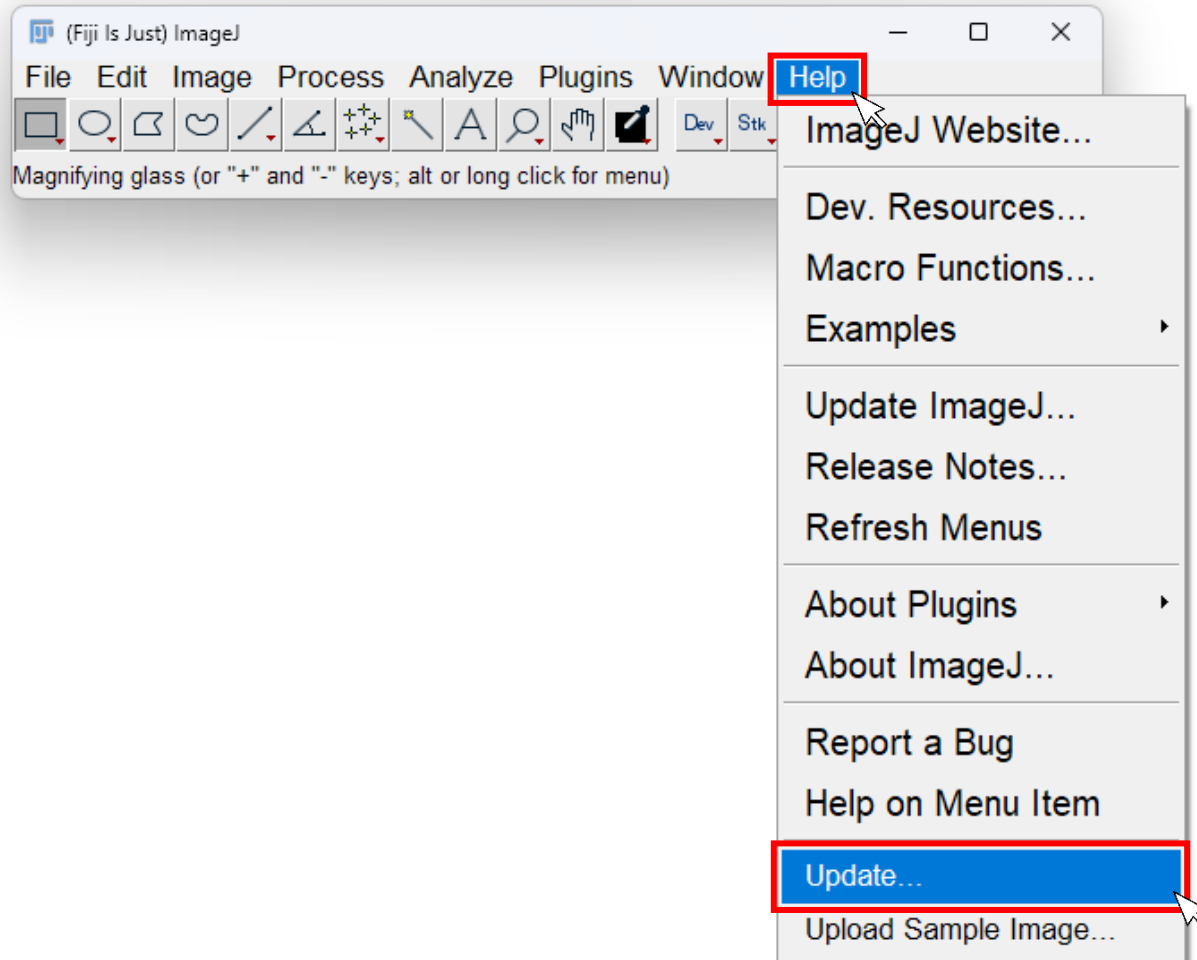 (Fiji Is Just) ImageJ
File Edit Image Process Analyze Plugins Window Help
Dev Stk
Magnifying glass (or "+" and "-" keys; alt or long click for menu)
ImageJ Website...
Dev. Resources...
Macro Functions...
Examples
Update ImageJ...
Release Notes...
Refresh Menus
About Plugins
About ImageJ...
Report a Bug
Help on Menu Item
Update...
Upload Sample Image...